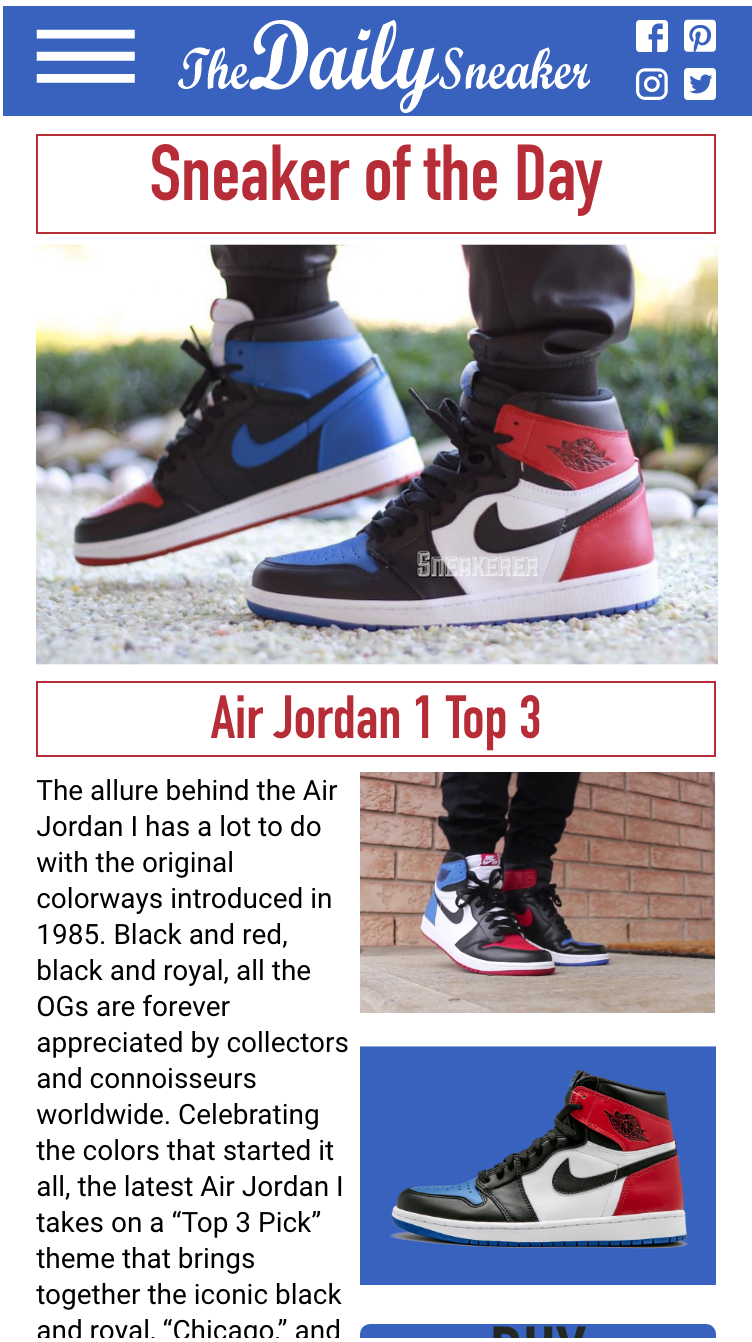 The Daily Sneaker
Sneaker of the Day
SNEAKERER
Air Jordan 1 Top 3
The allure behind the Air
Jordan I has a lot to do
with the original
colorways introduced in
1985. Black and red,
black and royal, all the
OGs are forever
appreciated by collectors
and connoisseurs
worldwide. Celebrating
the colors that started it
all, the latest Air Jordan I
takes on a “Top 3 Pick”
theme that brings
together the iconic black
and royal, “Chicago,” and
BUY